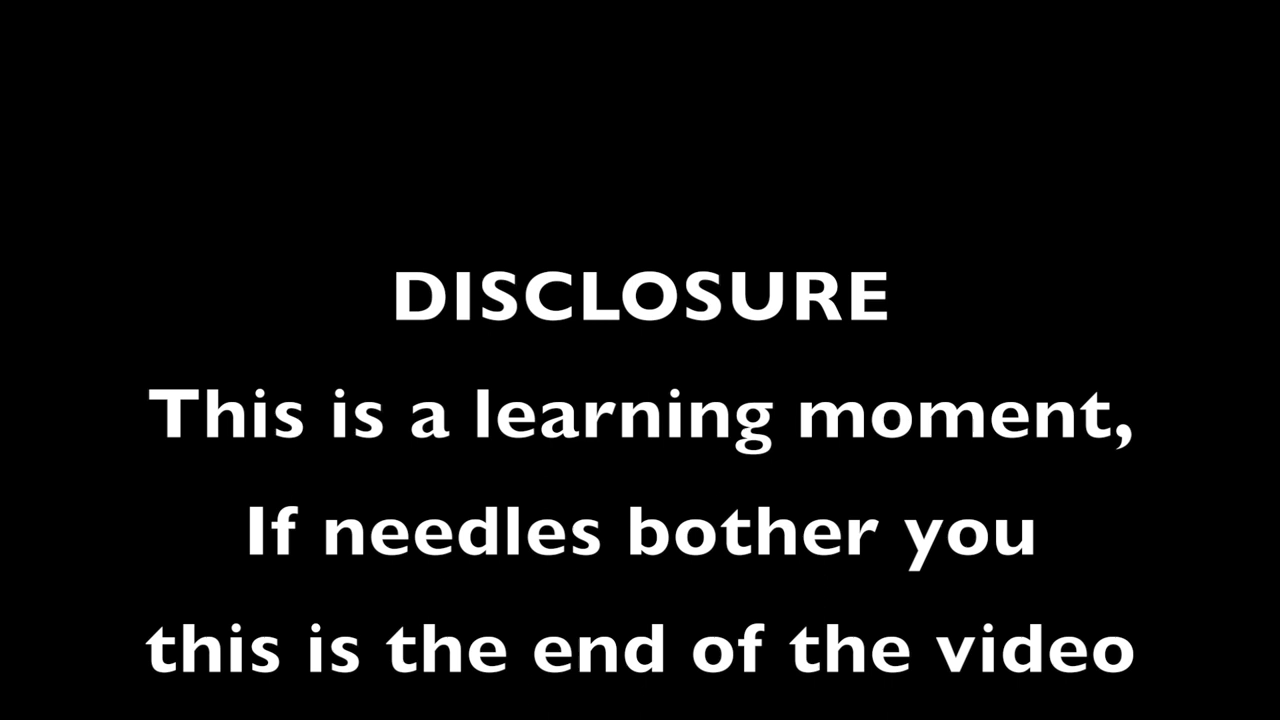 DISCLOSURE
This is a learning moment,
If needles bother you
this is the end of the video